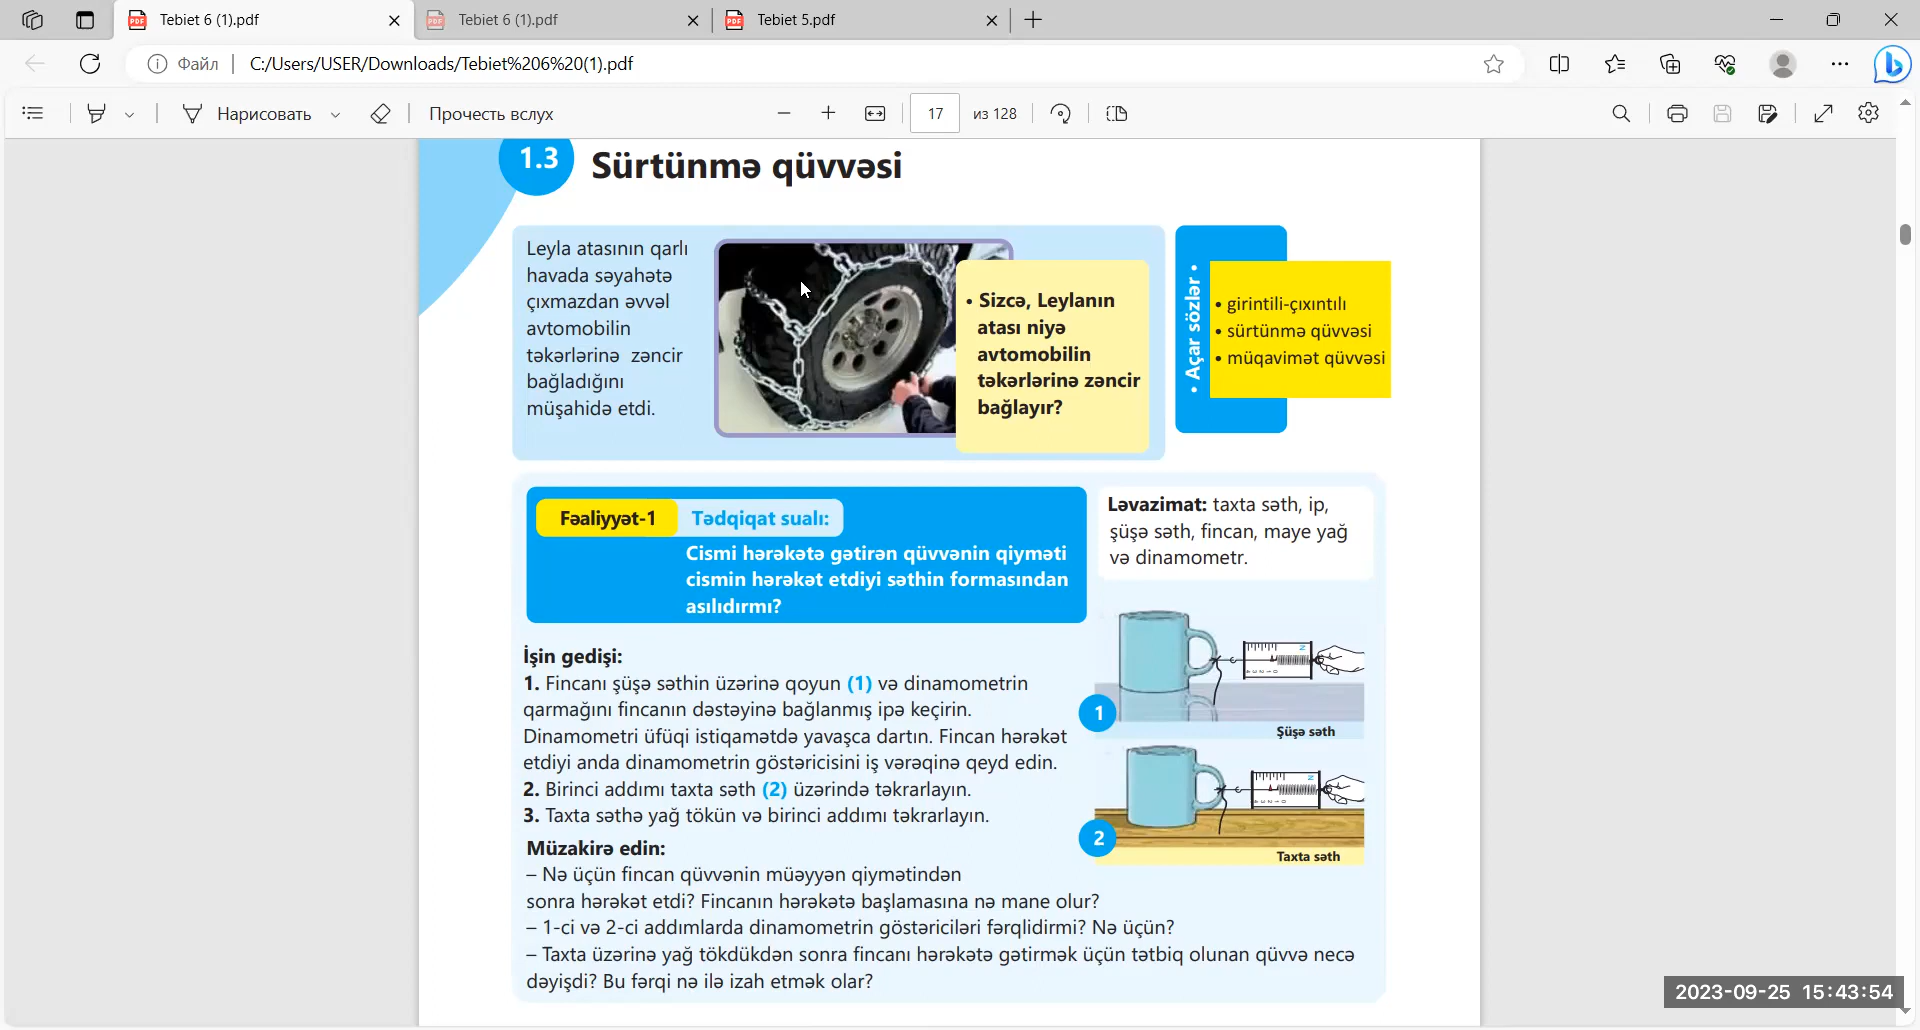 Tebiet 6 (1).pdf
Tebiet 6 (1).pdf
Tebiet 5.pdf
Файл
C:/Users/USER/Downloads/Tebiet%206%20(1).pdf
Нарисовать
Прочесть вслух
17
из 128
1.3
Sürtünmə qüvvəsi
Leyla atasının qarlı
havada səyahətə
çıxmazdan əvvəl
avtomobilin
təkərlərinə zəncir
bağladığını
müşahidə etdi.
• Sizcə, Leylanın
atası niyə
avtomobilin
təkərlərinə zəncir
bağlayır?
• Açar sözlər •
• girintili-çıxıntılı
• sürtünmə qüvvəsi
• müqavimət qüvvəsi
Fəaliyyət-1
Tədqiqat sualı:
Cismi hərəkətə gətirən qüvvənin qiyməti
cismin hərəkət etdiyi səthin formasından
asılıdırmı?
Ləvazimat: taxta səth, ip,
şüşə səth, fincan, maye yağ
və dinamometr.
İşin gedişi:
1. Fincanı şüşə səthin üzərinə qoyun (1) və dinamometrin
qarmağını fincanın dəstəyinə bağlanmış ipə keçirin.
Dinamometri üfüqi istiqamətdə yavaşca dartın. Fincan hərəkət
etdiyi anda dinamometrin göstəricisini iş vərəqinə qeyd edin.
2. Birinci addımı taxta səth (2) üzərində təkrarlayın.
3. Taxta səthə yağ tökün və birinci addımı təkrarlayın.
1
Şüşə səth
2
Taxta səth
Müzakirə edin:
– Nə üçün fincan qüvvənin müəyyən qiymətindən
sonra hərəkət etdi? Fincanın hərəkətə başlamasına nə mane olur?
– 1-ci və 2-ci addımlarda dinamometrin göstəriciləri fərqlidirmi? Nə üçün?
– Taxta üzərinə yağ tökdükdən sonra fincanı hərəkətə gətirmək üçün tətbiq olunan qüvvə necə
dəyişdi? Bu fərqi nə ilə izah etmək olar?
2023-09-25 15:43:54